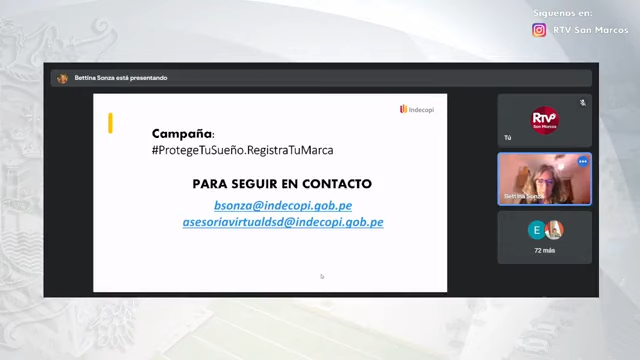 Síguenos en:
RTV San Marcos
Bettina Sonza está presentando
Indecopi
Campaña:
#ProtegeTuSueño.RegistraTuMarca
PARA SEGUIR EN CONTACTO
bsonza@indecopi.gob.pe
asesoriavirtualdsd@indecopi.gob.pe
RTV
San Marcos
Tú
Bettina Sonza
E
72 más